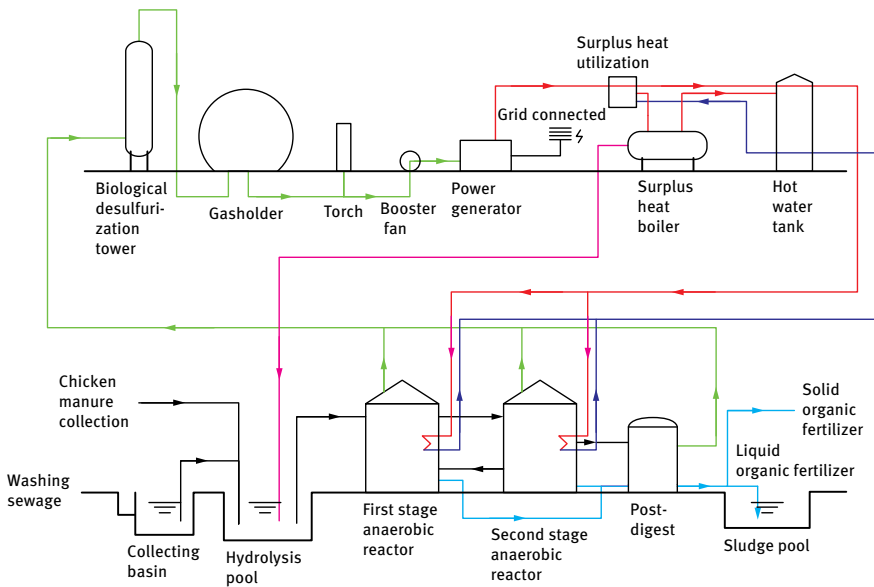 Surplus heat
utilization
Grid connected
Biological
desulfuri-
zation
tower
Gasholder
Torch
Booster
fan
Power
generator
Surplus
heat
boiler
Hot
water
tank
Chicken
manure
collection
Solid
organic
fertilizer
Liquid
organic fertilizer
Washing
sewage
Collecting
basin
Hydrolysis
pool
First stage
anaerobic
reactor
Second stage
anaerobic
reactor
Post-
digest
Sludge pool